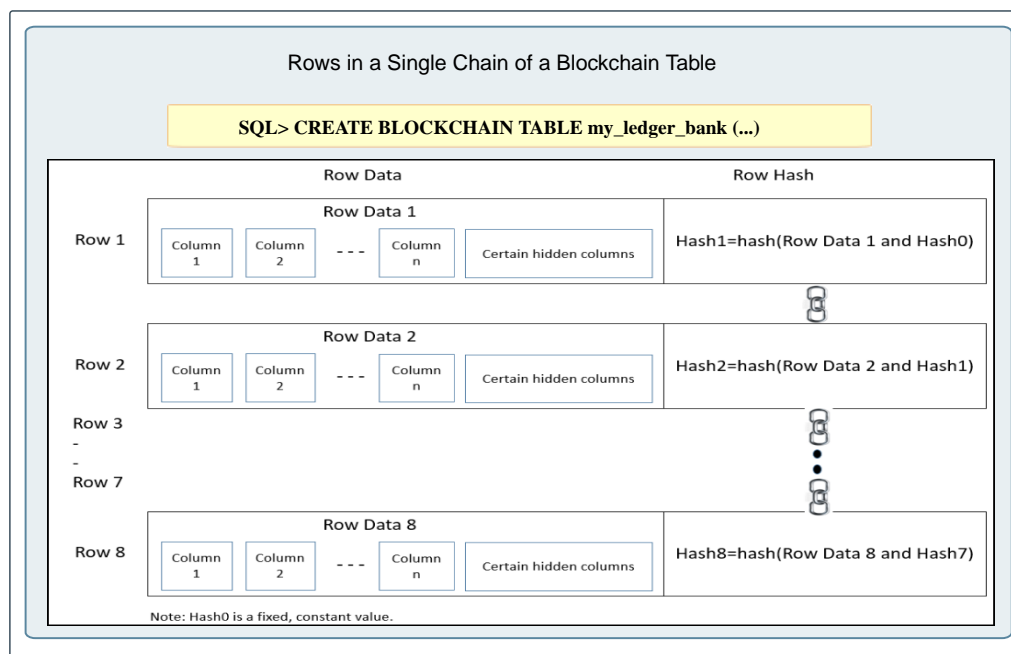 Rows in a Single Chain of a Blockchain Table
SQL> CREATE BLOCKCHAIN TABLE my_ledger_bank (...)
Row Data
Row Hash
Row 1
Row Data 1
Column 1
Column 2
- - -
Column n
Certain hidden columns
Hash1=hash(Row Data 1 and Hash0)
Row 2
Row Data 2
Column 1
Column 2
- - -
Column n
Certain hidden columns
Hash2=hash(Row Data 2 and Hash1)
Row 3
-
-
Row 7
Row 8
Row Data 8
Column 1
Column 2
- - -
Column n
Certain hidden columns
Hash8=hash(Row Data 8 and Hash7)
Note: Hash0 is a fixed, constant value.